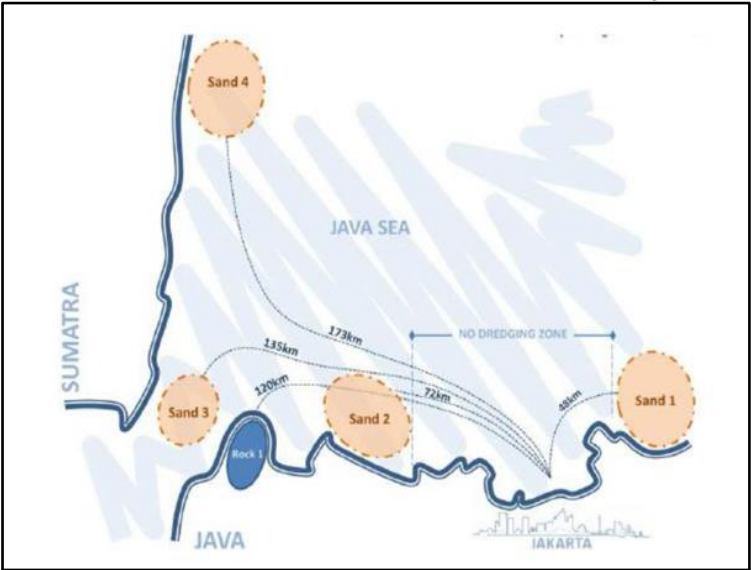 Sand 4
JAVA SEA
SUMATRA
173km
NO DREDGING ZONE
135km
120km
72km
48km
Sand 3
Sand 2
Sand 1
Rock 1
JAVA
JAKARTA